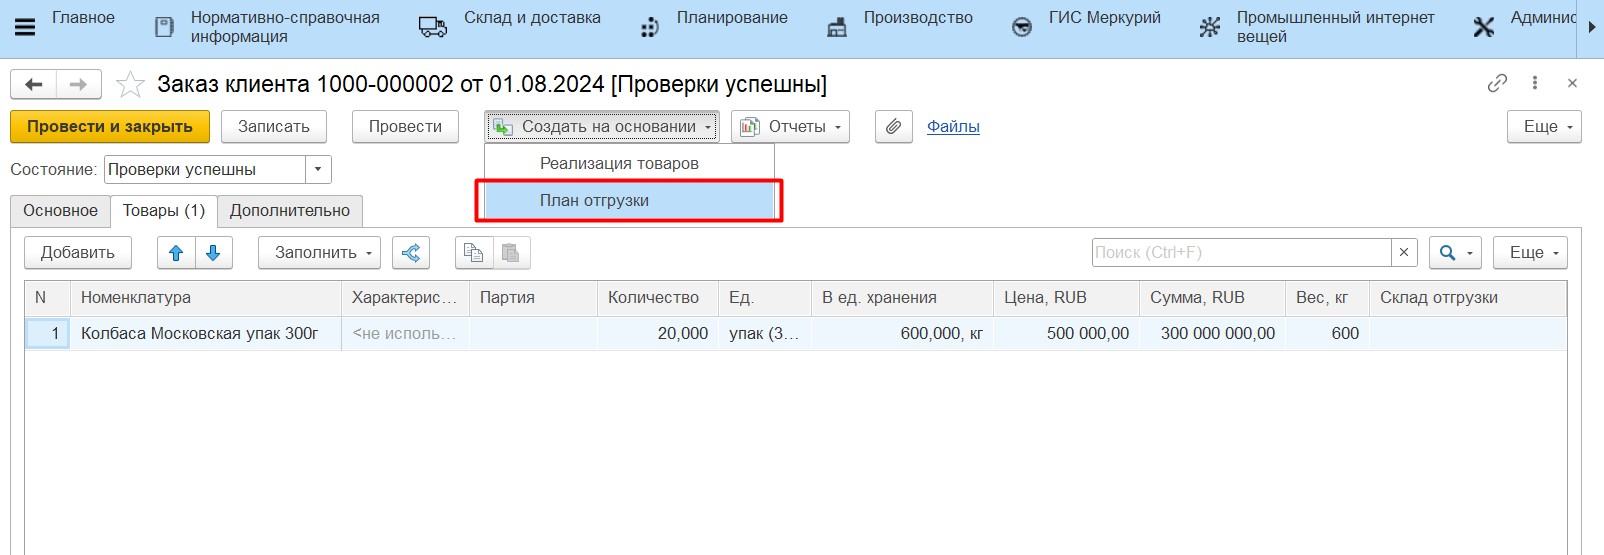 Главное
Нормативно-справочная
информация
Склад и доставка
Планирование
Производство
ГИС Меркурий
Промышленный интернет
вещей
Админис
Заказ клиента 1000-000002 от 01.08.2024 [Проверки успешны]
Провести и закрыть
Записать
Провести
Создать на основании
Отчеты
Файлы
Еще
Реализация товаров
План отгрузки
Состояние: Проверки успешны
Основное
Товары (1)
Дополнительно
Добавить
Заполнить
Поиск (Ctrl+F)
Еще
N Номенклатура Характерис... Партия Количество Ед. В ед. хранения Цена, RUB Сумма, RUB Вес, кг Склад отгрузки
1 Колбаса Московская упак 300г <не исполь... 20,000 упак (3... 600,000, кг 500 000,00 300 000 000,00 600